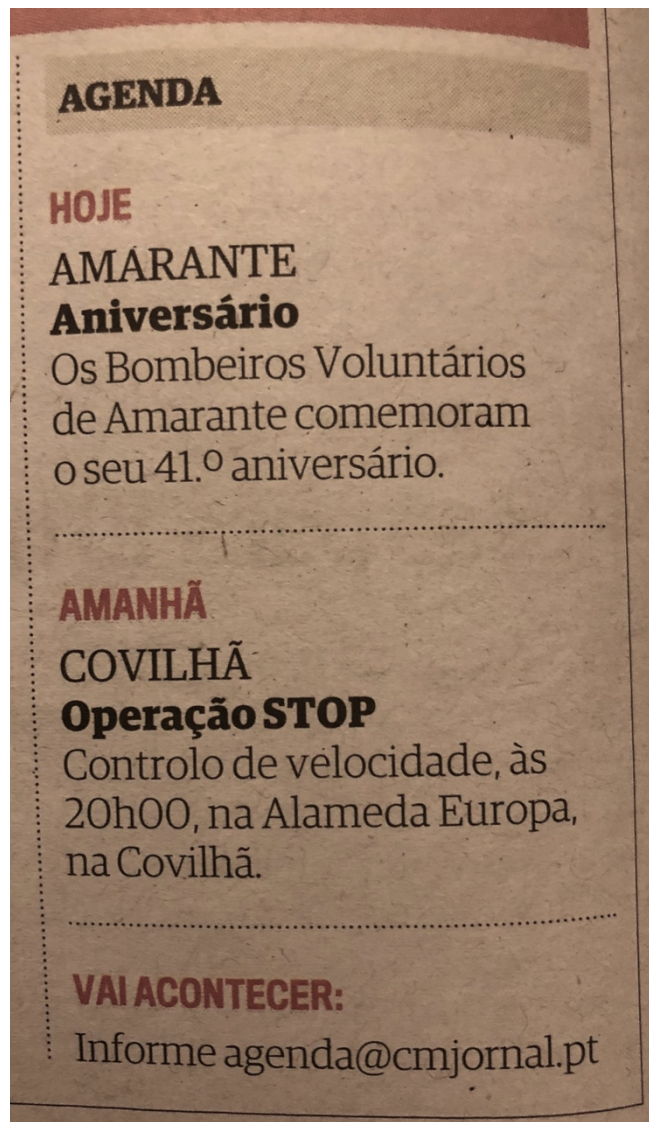 AGENDA
HOJE
AMARANTE
Aniversário
Os Bombeiros Voluntários
de Amarante comemoram
o seu 41.º aniversário.
AMANHÃ
COVILHÃ
Operação STOP
Controlo de velocidade, às
20h00, na Alameda Europa,
na Covilhã.
VAI ACONTECER:
Informe agenda@cmjornal.pt